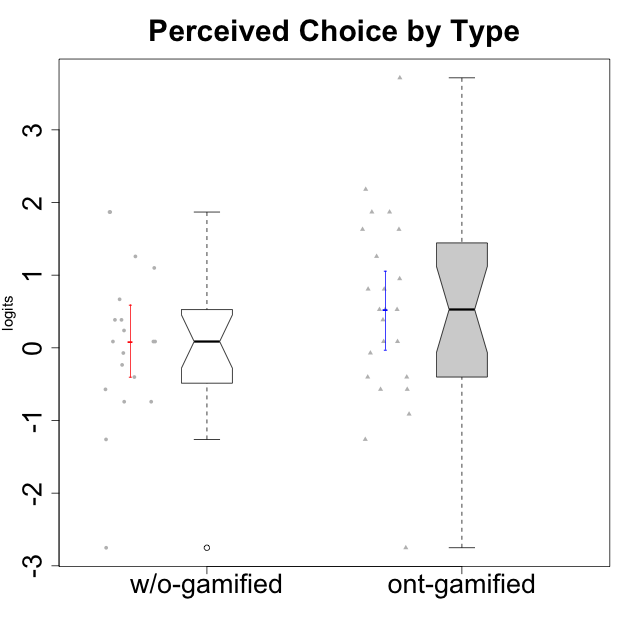 Perceived Choice by Type
logits
3
2
1
0
-1
-2
-3
w/o-gamified
ont-gamified